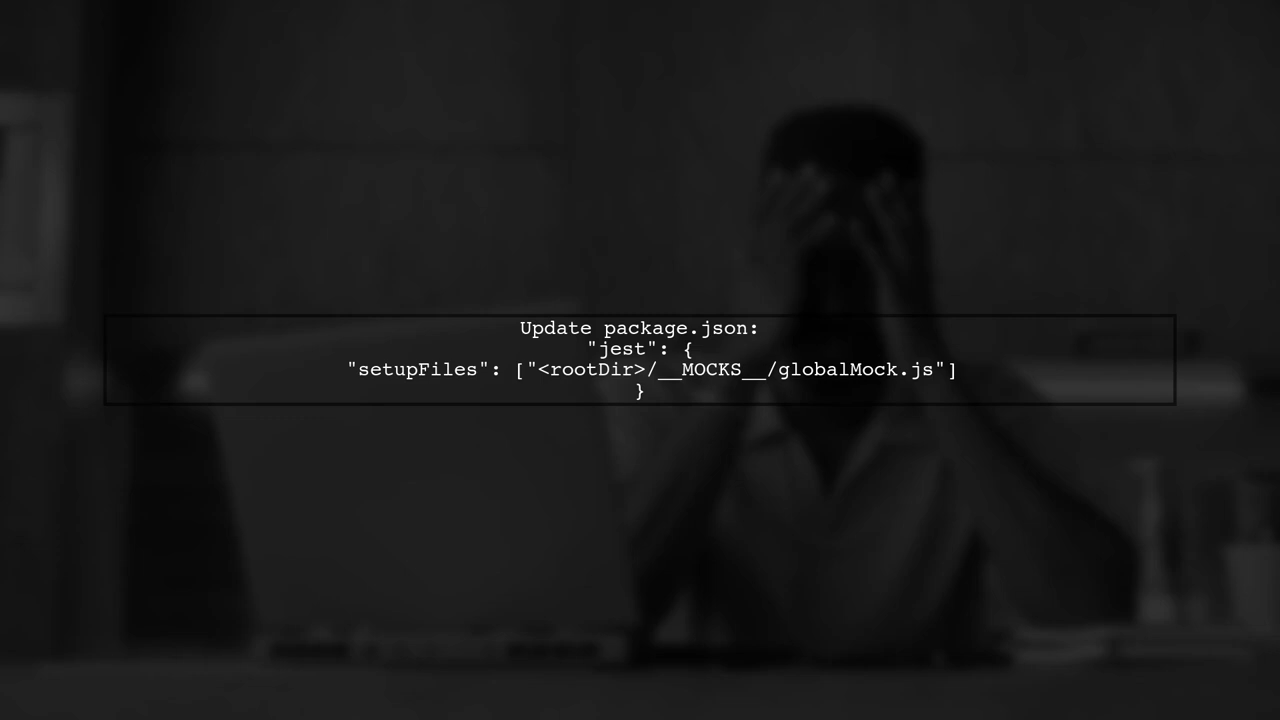 Update package.json:
"jest": {
"setupFiles": ["<rootDir>/__MOCKS__/globalMock.js"]
}